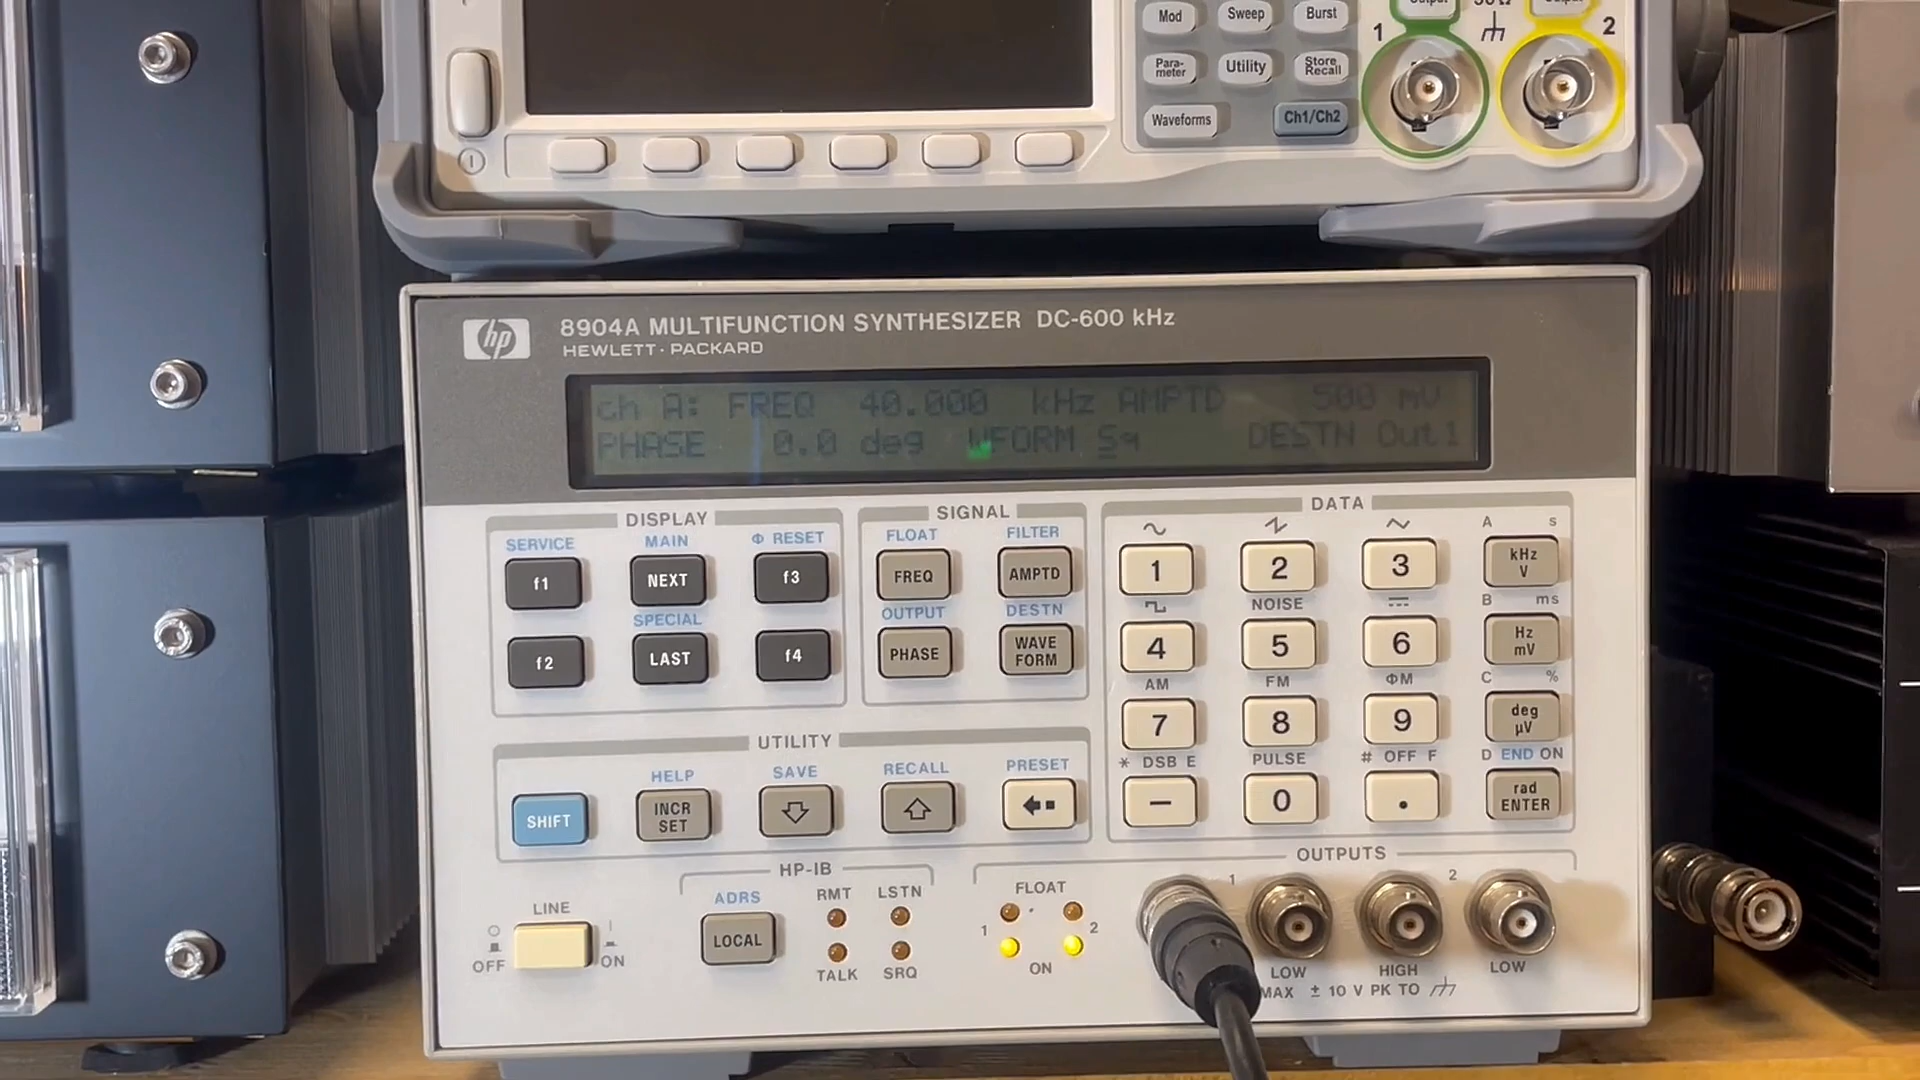 Output 50Ω Output
Mod Sweep Burst
1 2
Para-
meter
Utility
Store
Recall
Waveforms Ch1/Ch2
hp
8904A MULTIFUNCTION SYNTHESIZER DC-600 kHz
HEWLETT·PACKARD
ch A: FREQ 40.000 kHz AMPTD 500 mV
PHASE 0.0 deg WFORM Sq DESTN Out1
DISPLAY
SERVICE MAIN Φ RESET
f1 NEXT f3
SPECIAL
f2 LAST f4
SIGNAL
FLOAT FILTER
FREQ AMPTD
OUTPUT DESTN
PHASE WAVE
FORM
DATA
A s
1 2 3 kHz
V
NOISE B ms
4 5 6 Hz
mV
AM FM ΦM C %
7 8 9 deg
μV
* DSB E PULSE # OFF F D END ON
− 0 . rad
ENTER
UTILITY
HELP SAVE RECALL PRESET
SHIFT INCR
SET
LINE
OFF ON
HP-IB
ADRS RMT LSTN
LOCAL
TALK SRQ
FLOAT
1 2
ON
OUTPUTS
1 2
LOW HIGH LOW
MAX ± 10 V PK TO